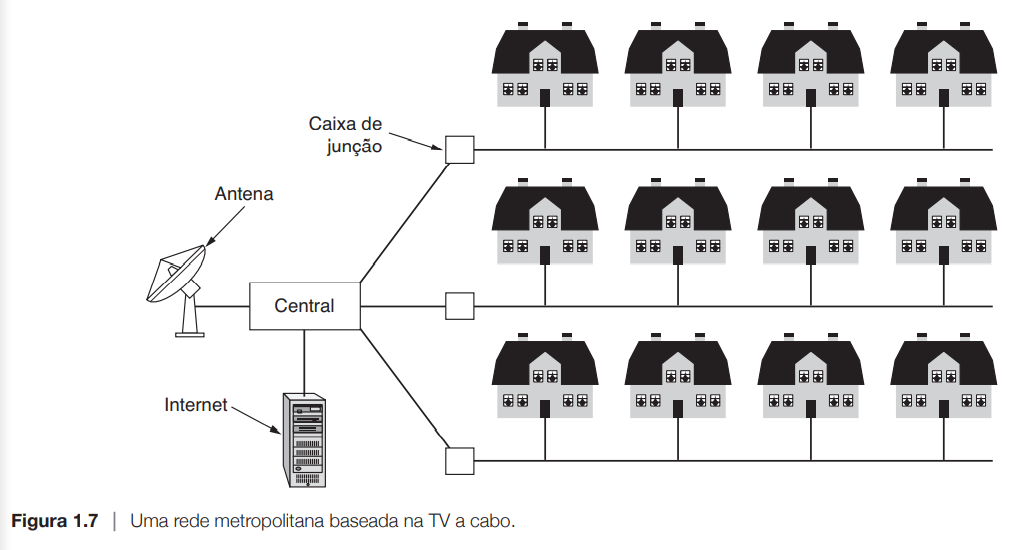 Caixa de
junção
Antena
Central
Internet
Figura 1.7 | Uma rede metropolitana baseada na TV a cabo.